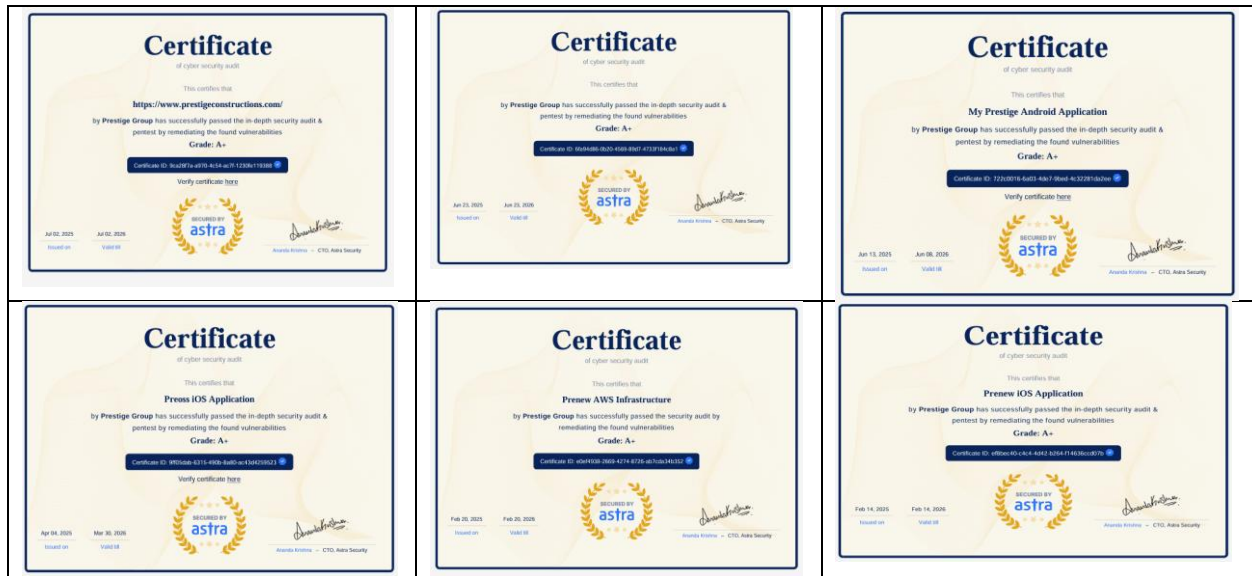 Certificate
of cyber security audit
This certifies that
https://www.prestigeconstructions.com/
by Prestige Group has successfully passed the in-depth security audit &
pentest by remediating the found vulnerabilities
Grade: A+
Certificate ID:
Verify certificate here
SECURED BY
astra
Jul 02, 2025 Jul 02, 2026
Issued on Valid till
Ananda Krishna – CTO, Astra Security
Certificate
of cyber security audit
This certifies that
by Prestige Group has successfully passed the in-depth security audit &
pentest by remediating the found vulnerabilities
Grade: A+
Certificate ID:
SECURED BY
astra
Jun 23, 2025 Jun 23, 2026
Issued on Valid till
Ananda Krishna – CTO, Astra Security
Certificate
of cyber security audit
This certifies that
My Prestige Android Application
by Prestige Group has successfully passed the in-depth security audit &
pentest by remediating the found vulnerabilities
Grade: A+
Certificate ID:
Verify certificate here
SECURED BY
astra
Jun 13, 2025 Jun 08, 2026
Issued on Valid till
Ananda Krishna – CTO, Astra Security
Certificate
of cyber security audit
This certifies that
Preoss iOS Application
by Prestige Group has successfully passed the in-depth security audit &
pentest by remediating the found vulnerabilities
Grade: A+
Certificate ID:
Verify certificate here
SECURED BY
astra
Apr 04, 2025 Mar 30, 2026
Issued on Valid till
Ananda Krishna – CTO, Astra Security
Certificate
of cyber security audit
This certifies that
Prenew AWS Infrastructure
by Prestige Group has successfully passed the security audit by
remediating the found vulnerabilities
Grade: A+
Certificate ID:
SECURED BY
astra
Feb 20, 2025 Feb 20, 2026
Issued on Valid till
Ananda Krishna – CTO, Astra Security
Certificate
of cyber security audit
This certifies that
Prenew iOS Application
by Prestige Group has successfully passed the in-depth security audit &
pentest by remediating the found vulnerabilities
Grade: A+
Certificate ID:
SECURED BY
astra
Feb 14, 2025 Feb 14, 2026
Issued on Valid till
Ananda Krishna – CTO, Astra Security